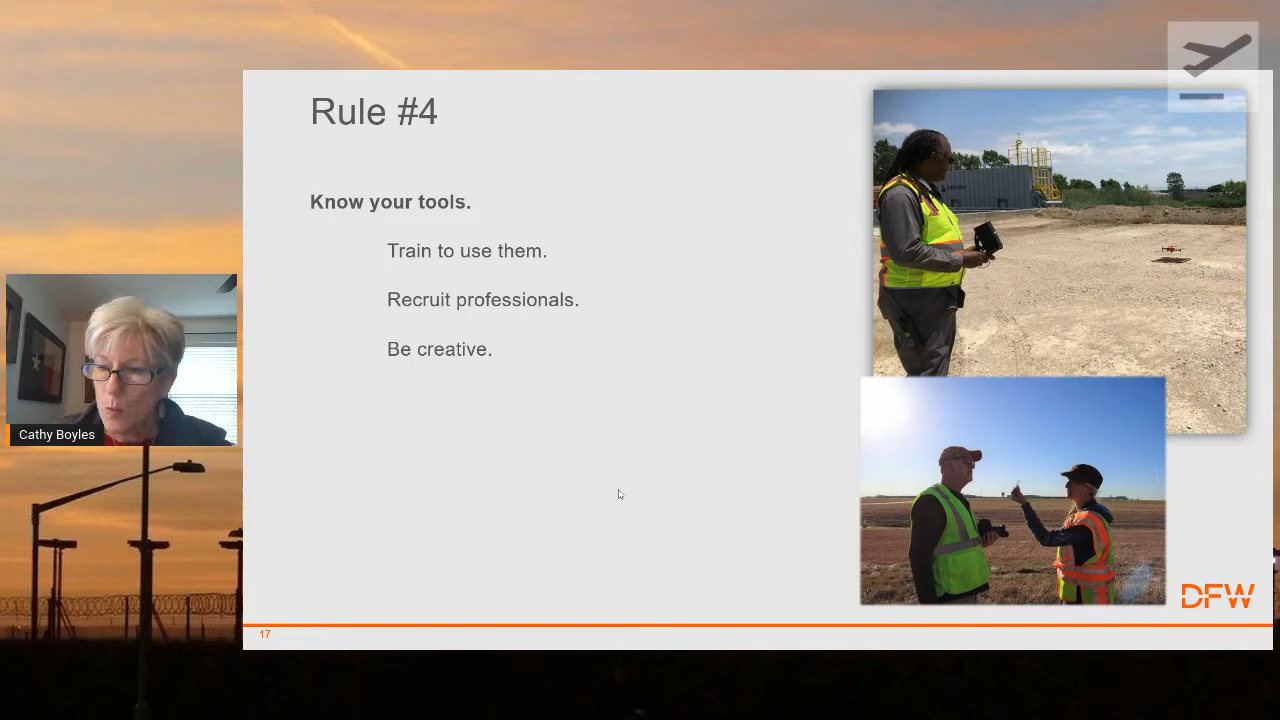 Rule #4
Know your tools.
Train to use them.
Recruit professionals.
Be creative.
Cathy Boyles
DFW
17